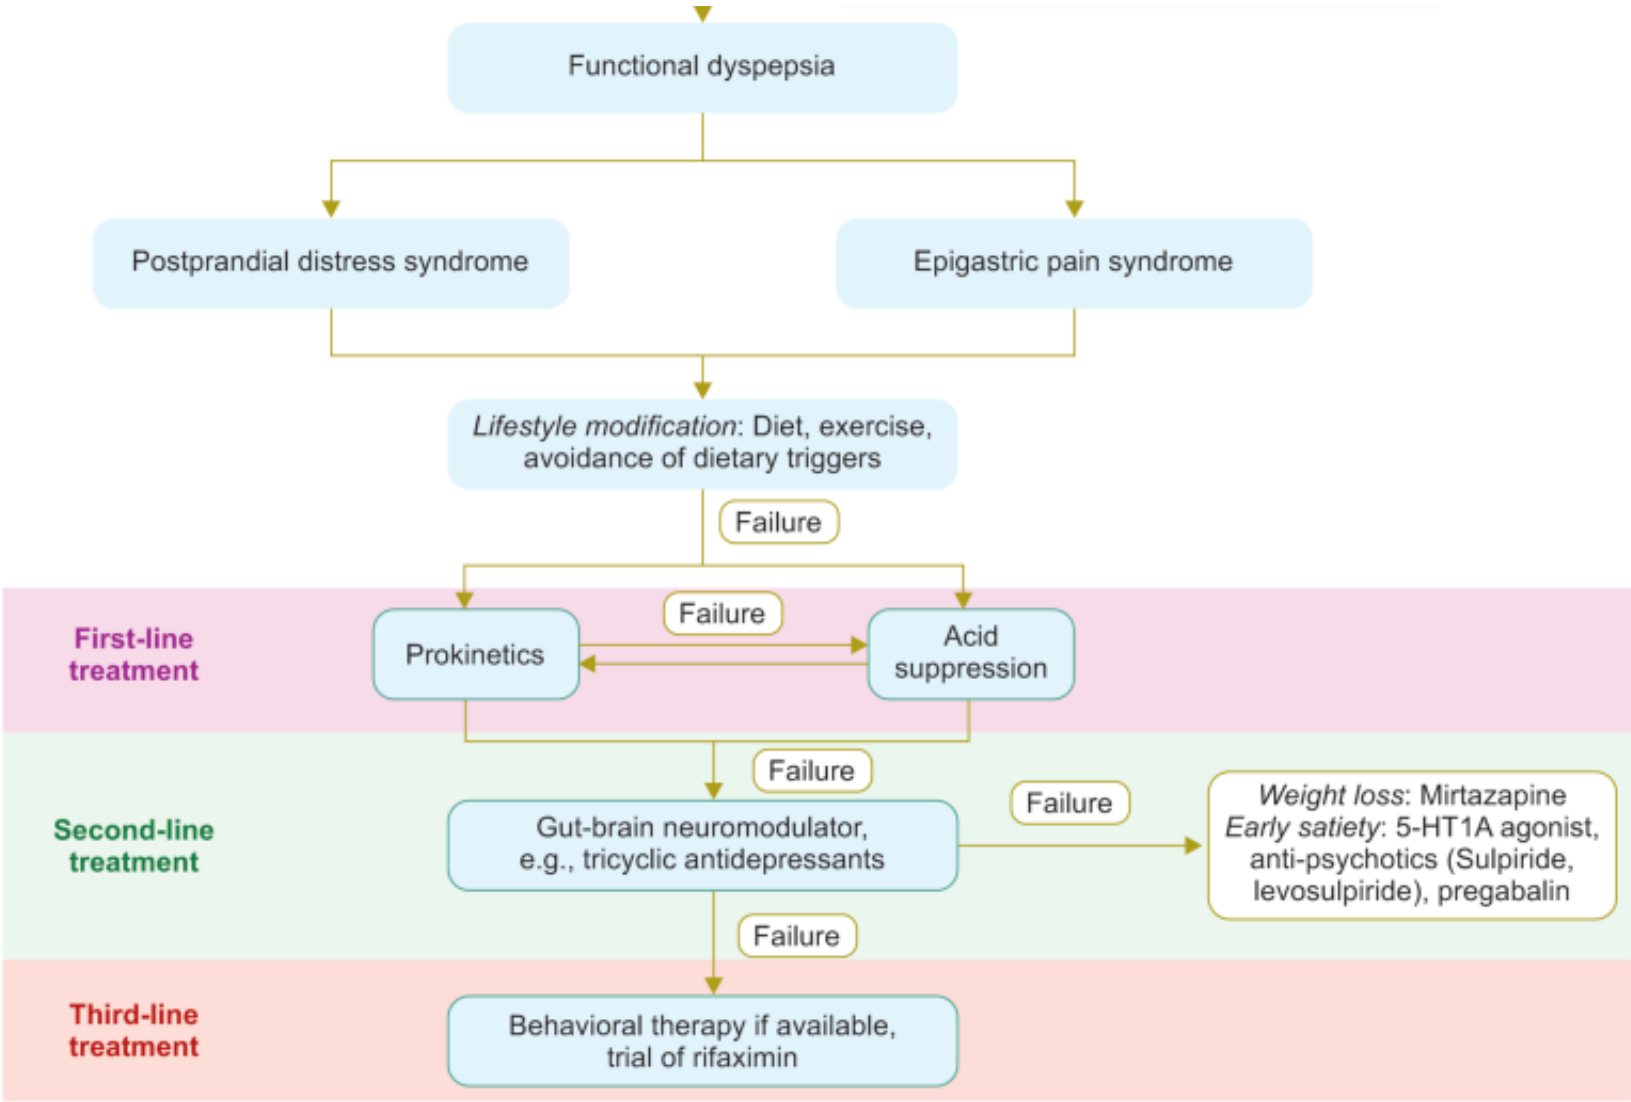 Functional dyspepsia
Postprandial distress syndrome
Epigastric pain syndrome
Lifestyle modification: Diet, exercise,
avoidance of dietary triggers
Failure
First-line
treatment
Prokinetics
Failure
Acid
suppression
Failure
Second-line
treatment
Gut-brain neuromodulator,
e.g., tricyclic antidepressants
Failure
Weight loss: Mirtazapine
Early satiety: 5-HT1A agonist,
anti-psychotics (Sulpiride,
levosulpiride), pregabalin
Failure
Third-line
treatment
Behavioral therapy if available,
trial of rifaximin